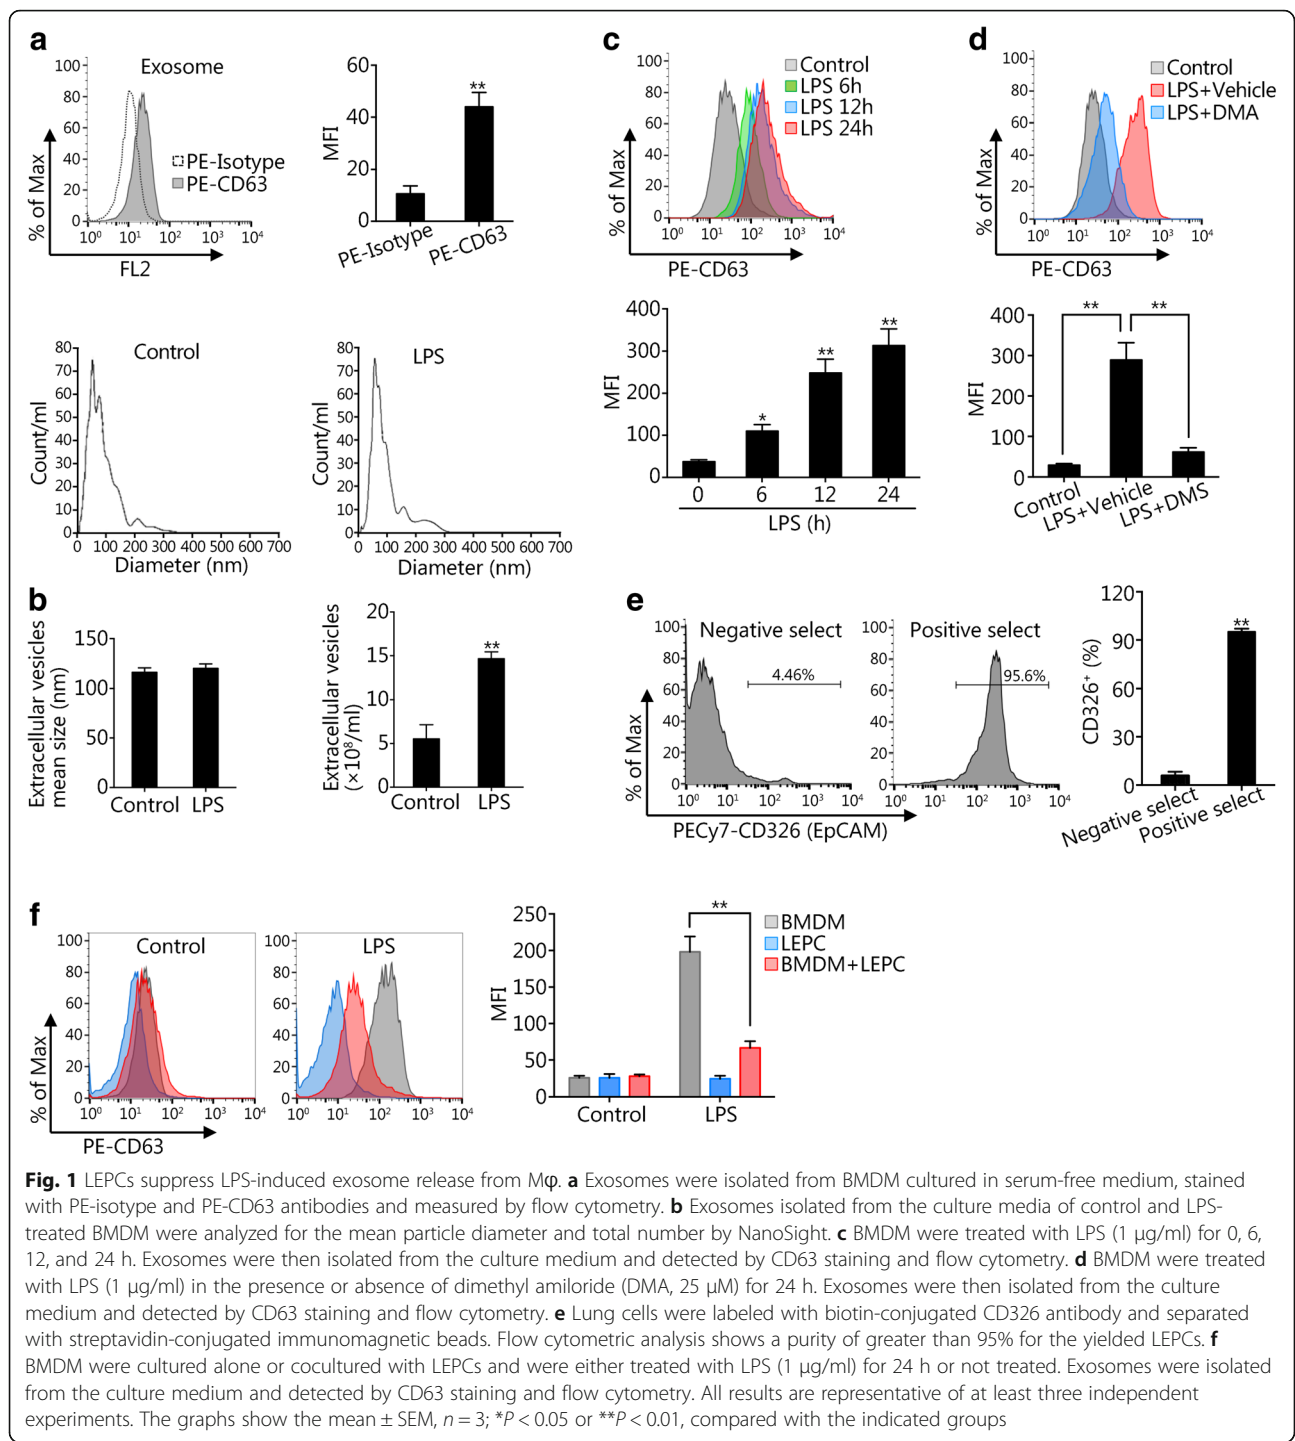 a
Exosome
100
80
60
40
20
0
% of Max
10⁰ 10¹ 10² 10³ 10⁴
FL2
PE-Isotype
PE-CD63
60
40
20
0
MFI
**
PE-Isotype
PE-CD63
Control
80
70
60
50
40
30
20
10
0
Count/ml
0 100 200 300 400 500 600 700
Diameter (nm)
LPS
80
70
60
50
40
30
20
10
0
Count/ml
0 100 200 300 400 500 600 700
Diameter (nm)
b
150
100
50
0
Extracellular vesicles
mean size (nm)
Control LPS
20
15
10
5
0
Extracellular vesicles
(×10⁸/ml)
**
Control LPS
c
Control
LPS 6h
LPS 12h
LPS 24h
100
80
60
40
20
0
% of Max
10⁰ 10¹ 10² 10³ 10⁴
PE-CD63
400
300
200
100
0
MFI
*
**
**
0 6 12 24
LPS (h)
d
Control
LPS+Vehicle
LPS+DMA
100
80
60
40
20
0
% of Max
10⁰ 10¹ 10² 10³ 10⁴
PE-CD63
400
300
200
100
0
MFI
** **
Control
LPS+Vehicle
LPS+DMS
e
Negative select
4.46%
100
80
60
40
20
0
% of Max
10⁰ 10¹ 10² 10³ 10⁴
Positive select
95.6%
100
80
60
40
20
0
10⁰ 10¹ 10² 10³ 10⁴
PECy7-CD326 (EpCAM)
120
90
60
30
0
CD326⁺ (%)
**
Negative select
Positive select
f
Control
100
80
60
40
20
0
% of Max
10⁰ 10¹ 10² 10³ 10⁴
PE-CD63
LPS
100
80
60
40
20
0
10⁰ 10¹ 10² 10³ 10⁴
250
200
150
100
50
0
MFI
**
BMDM
LEPC
BMDM+LEPC
Control LPS
Fig. 1 LEPCs suppress LPS-induced exosome release from Mφ. a Exosomes were isolated from BMDM cultured in serum-free medium, stained
with PE-isotype and PE-CD63 antibodies and measured by flow cytometry. b Exosomes isolated from the culture media of control and LPS-
treated BMDM were analyzed for the mean particle diameter and total number by NanoSight. c BMDM were treated with LPS (1 μg/ml) for 0, 6,
12, and 24 h. Exosomes were then isolated from the culture medium and detected by CD63 staining and flow cytometry. d BMDM were treated
with LPS (1 μg/ml) in the presence or absence of dimethyl amiloride (DMA, 25 μM) for 24 h. Exosomes were then isolated from the culture
medium and detected by CD63 staining and flow cytometry. e Lung cells were labeled with biotin-conjugated CD326 antibody and separated
with streptavidin-conjugated immunomagnetic beads. Flow cytometric analysis shows a purity of greater than 95% for the yielded LEPCs. f
BMDM were cultured alone or cocultured with LEPCs and were either treated with LPS (1 μg/ml) for 24 h or not treated. Exosomes were isolated
from the culture medium and detected by CD63 staining and flow cytometry. All results are representative of at least three independent
experiments. The graphs show the mean ± SEM, n = 3; *P < 0.05 or **P < 0.01, compared with the indicated groups